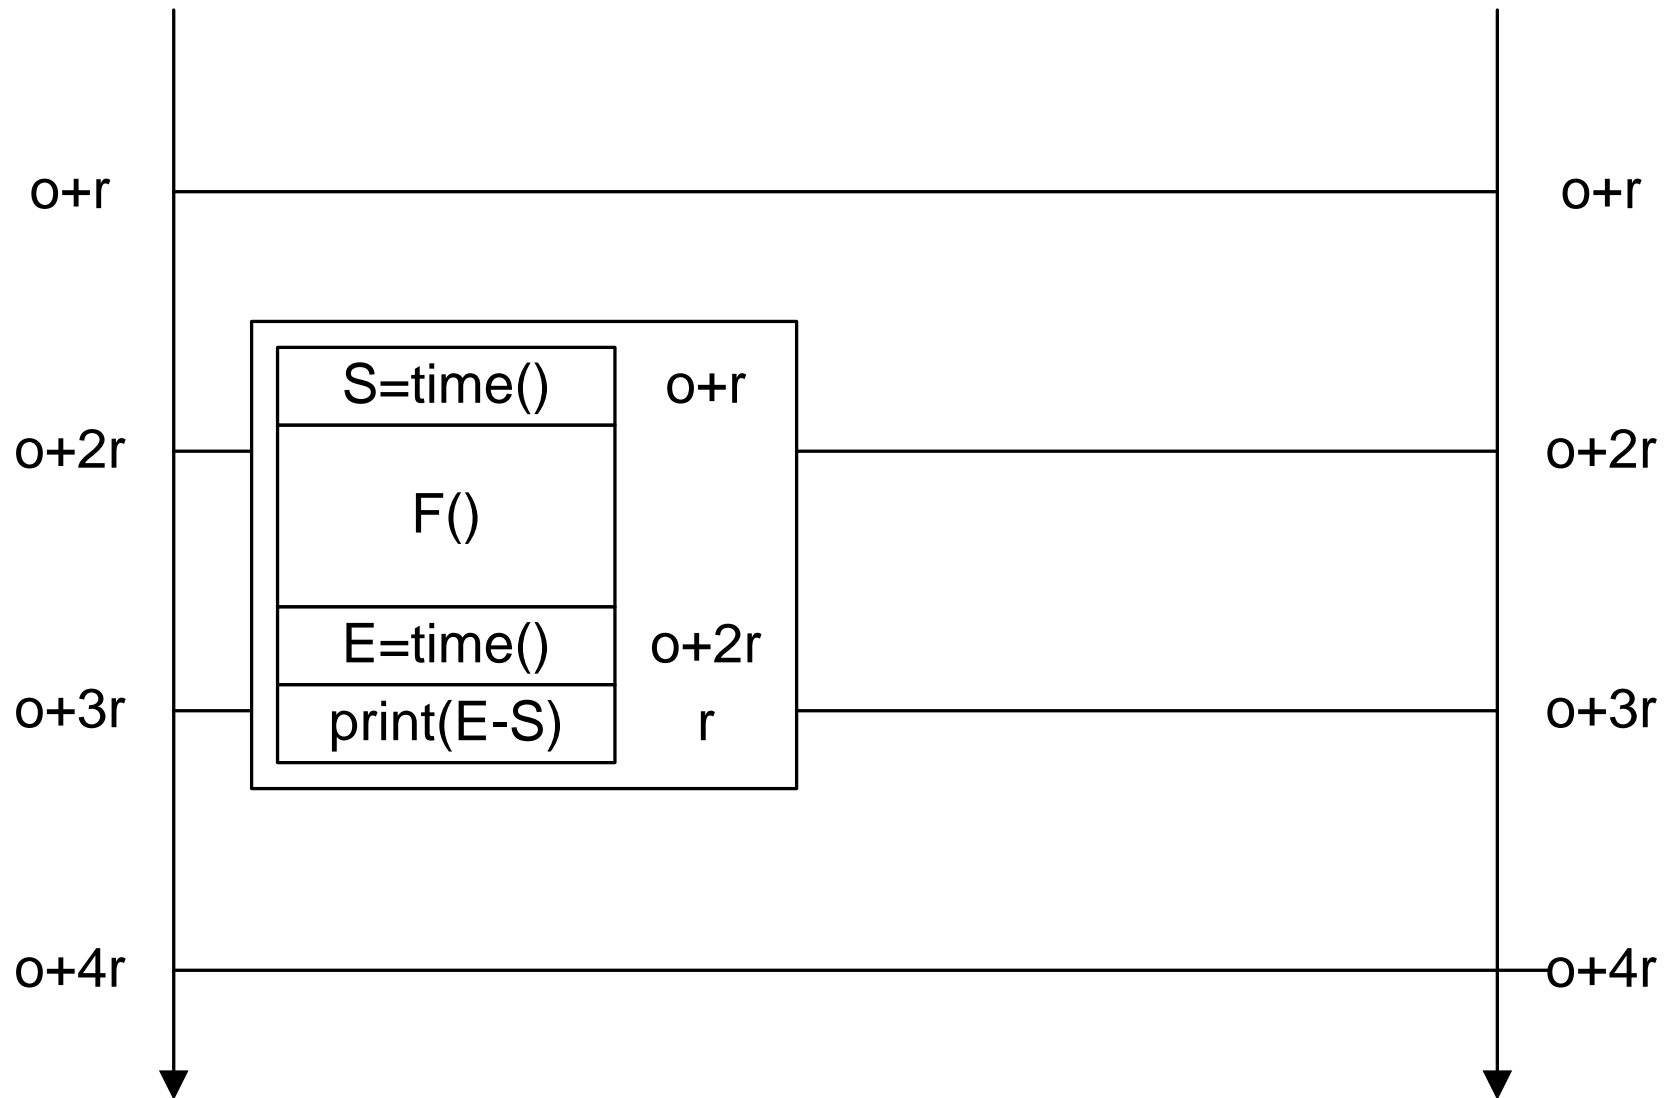 o+r
o+r
S=time()
o+r
o+2r
o+2r
F()
E=time()
o+2r
o+3r
print(E-S)
r
o+3r
o+4r
o+4r